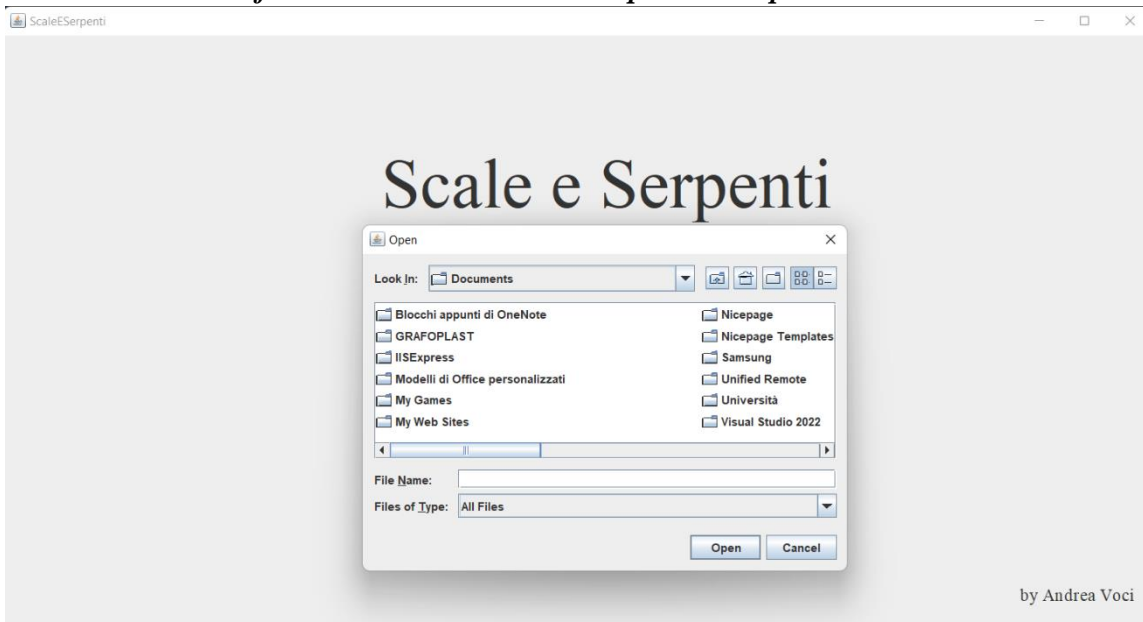 ScaleESerpenti
Scale e Serpenti
Open
Look In: Documents
Blocchi appunti di OneNote
GRAFOPLAST
IISExpress
Modelli di Office personalizzati
My Games
My Web Sites
Nicepage
Nicepage Templates
Samsung
Unified Remote
Università
Visual Studio 2022
File Name:
Files of Type: All Files
Open Cancel
by Andrea Voci